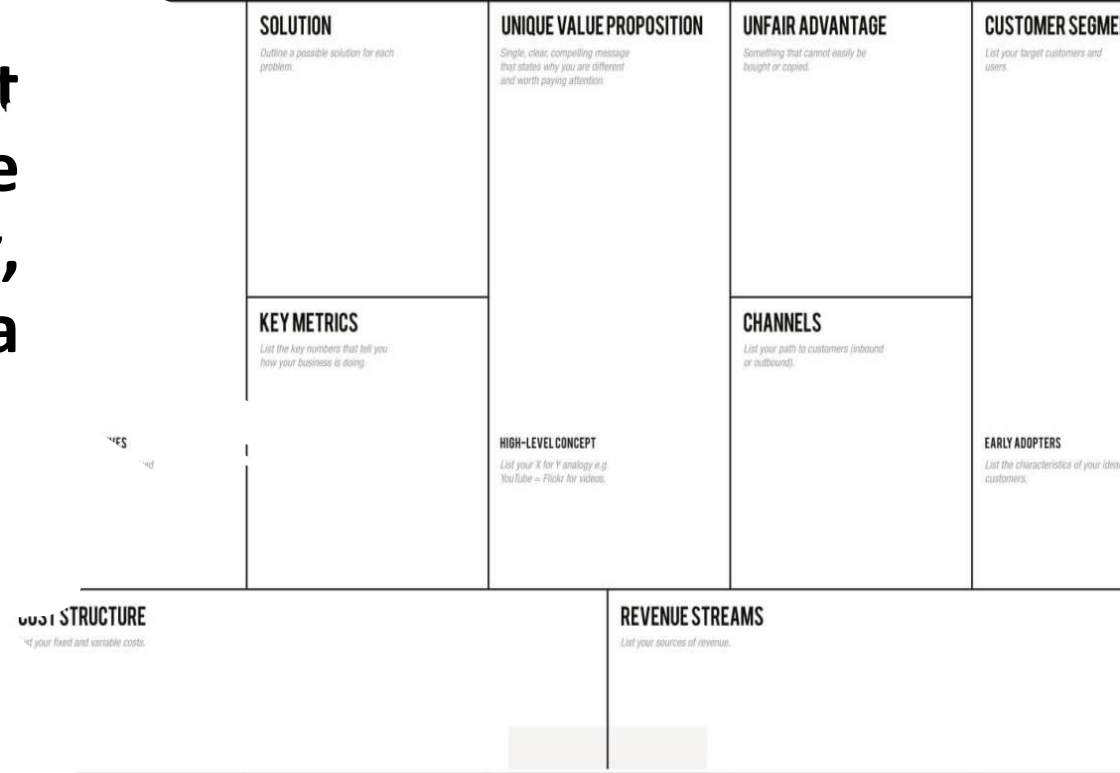 t
e
,
a
SOLUTION
Outline a possible solution for each
problem.
KEY METRICS
List the key numbers that tell you
how your business is doing.
UNIQUE VALUE PROPOSITION
Single, clear, compelling message
that states why you are different
and worth paying attention.
HIGH-LEVEL CONCEPT
List your X for Y analogy e.g.
YouTube = Flickr for videos.
UNFAIR ADVANTAGE
Something that cannot easily be
bought or copied.
CHANNELS
List your path to customers (inbound
or outbound).
CUSTOMER SEGME
List your target customers and
users.
EARLY ADOPTERS
List the characteristics of your idea
customers.
COST STRUCTURE
your fixed and variable costs.
REVENUE STREAMS
List your sources of revenue.